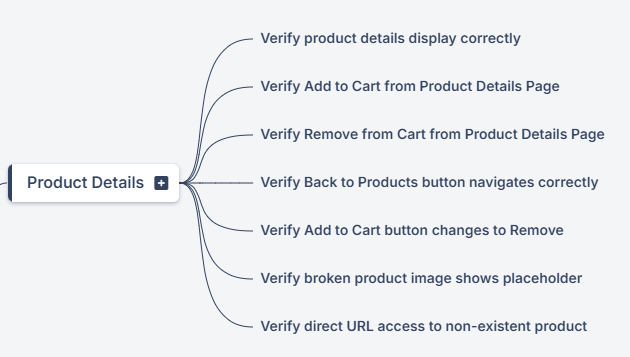 Verify product details display correctly
Verify Add to Cart from Product Details Page
Verify Remove from Cart from Product Details Page
Product Details
Verify Back to Products button navigates correctly
Verify Add to Cart button changes to Remove
Verify broken product image shows placeholder
Verify direct URL access to non-existent product